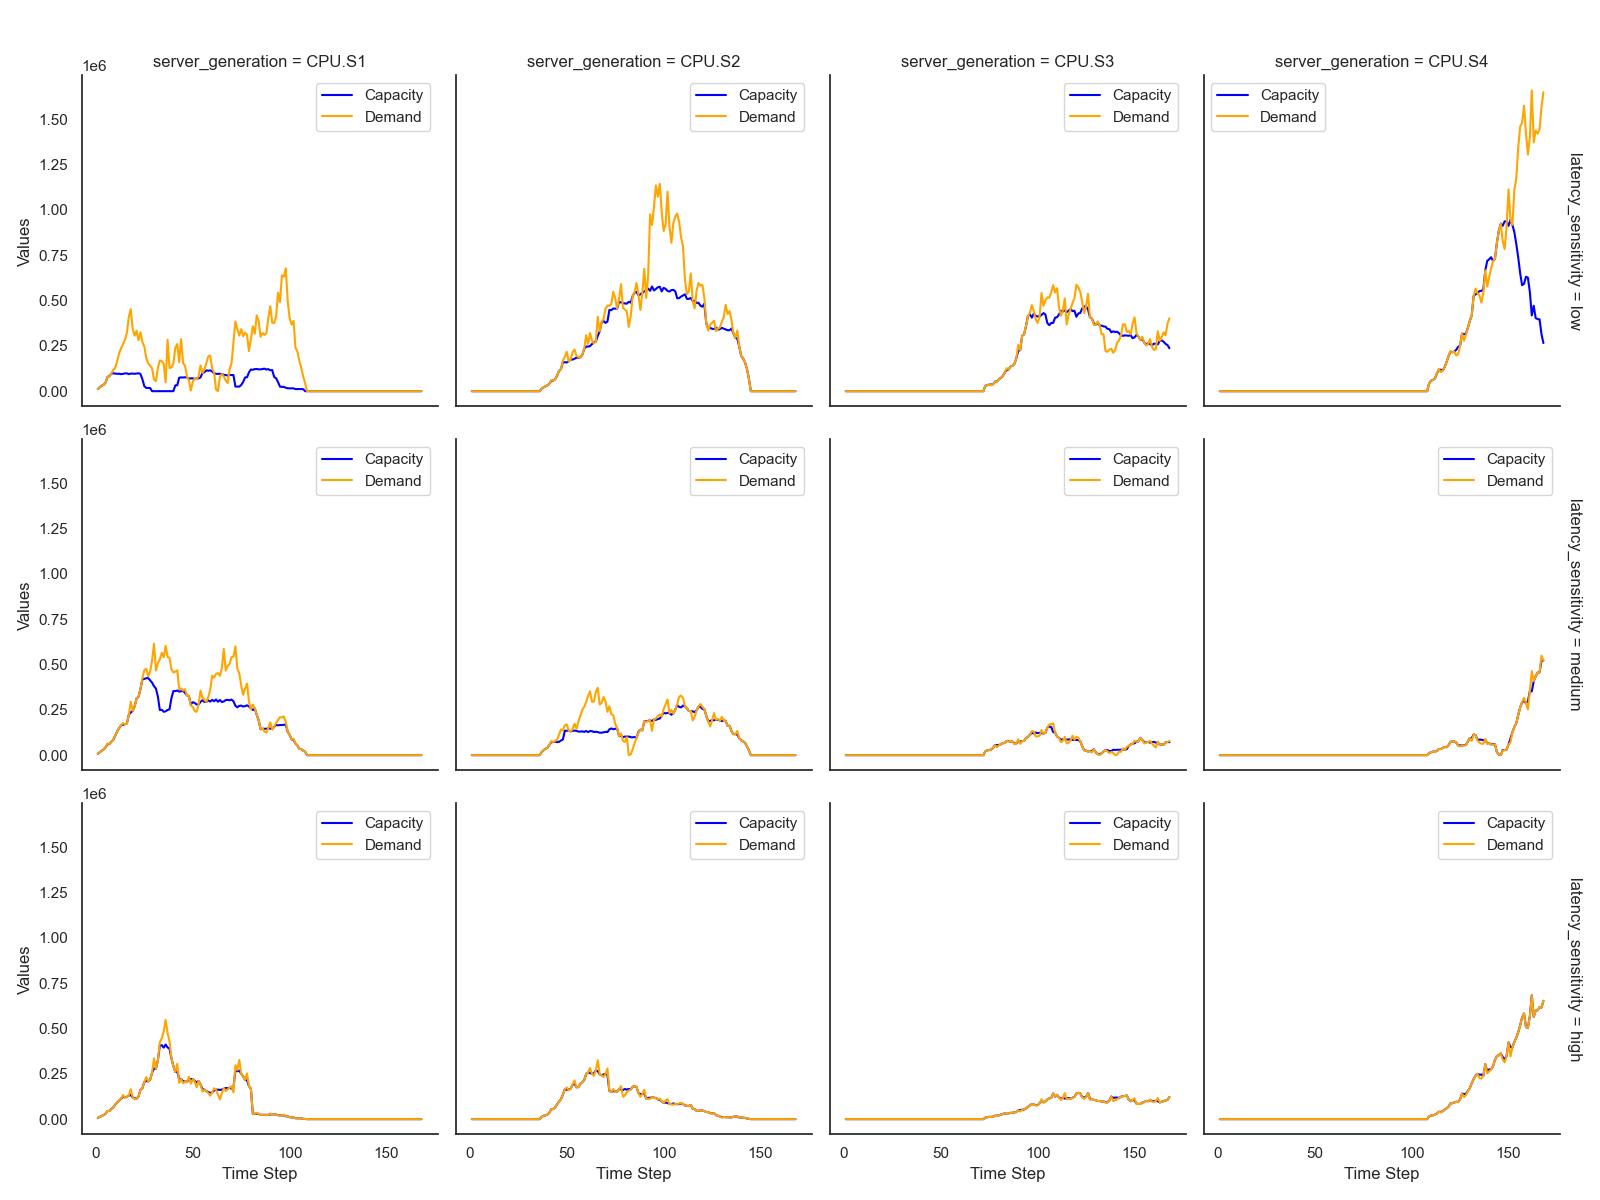 server_generation = CPU.S1
server_generation = CPU.S2
server_generation = CPU.S3
server_generation = CPU.S4
1e6
Values
1.50
1.25
1.00
0.75
0.50
0.25
0.00
Capacity
Demand
Capacity
Demand
Capacity
Demand
Capacity
Demand
latency_sensitivity = low
1e6
Values
1.50
1.25
1.00
0.75
0.50
0.25
0.00
Capacity
Demand
Capacity
Demand
Capacity
Demand
Capacity
Demand
latency_sensitivity = medium
1e6
Values
1.50
1.25
1.00
0.75
0.50
0.25
0.00
Capacity
Demand
Capacity
Demand
Capacity
Demand
Capacity
Demand
latency_sensitivity = high
0 50 100 150
0 50 100 150
0 50 100 150
0 50 100 150
Time Step
Time Step
Time Step
Time Step